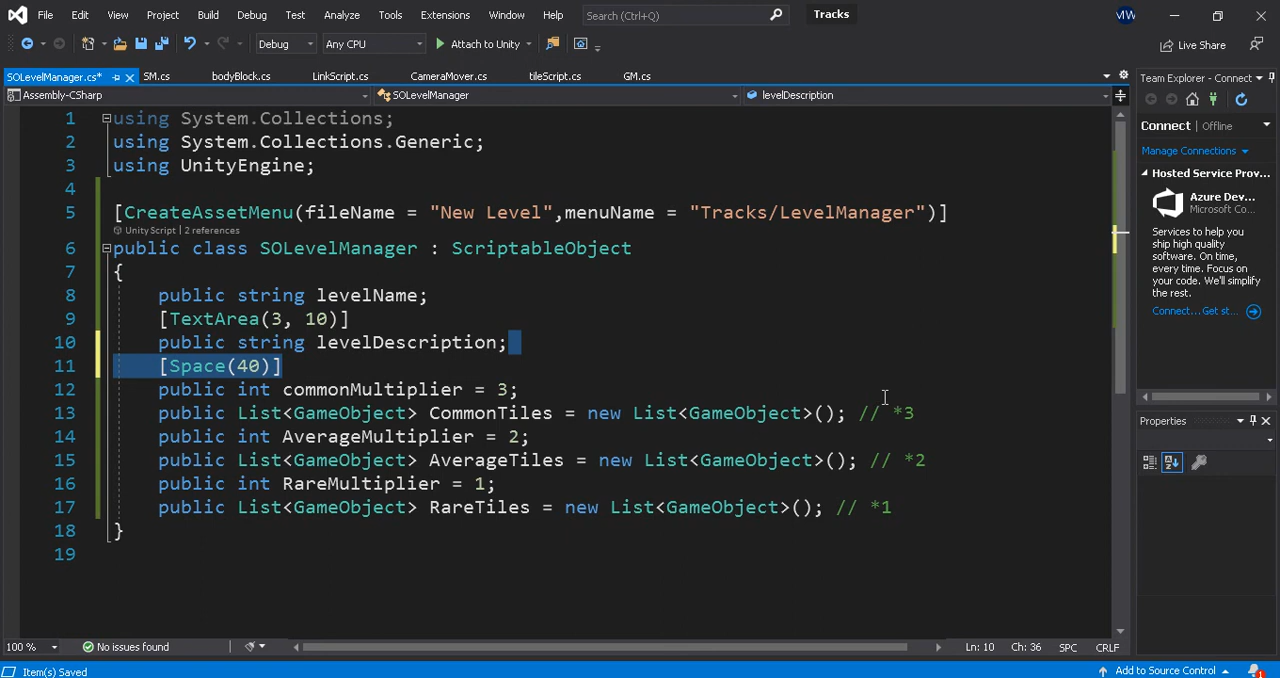 File Edit View Project Build Debug Test Analyze Tools Extensions Window Help Search (Ctrl+Q) Tracks MW
Debug Any CPU Attach to Unity Live Share
SOLevelManager.cs* SM.cs bodyBlock.cs LinkScript.cs CameraMover.cs tileScript.cs GM.cs
Assembly-CSharp SOLevelManager levelDescription
1 using System.Collections;
2 using System.Collections.Generic;
3 using UnityEngine;
4
5 [CreateAssetMenu(fileName = "New Level",menuName = "Tracks/LevelManager")]
Unity Script | 2 references
6 public class SOLevelManager : ScriptableObject
7 {
8 public string levelName;
9 [TextArea(3, 10)]
10 public string levelDescription;
11 [Space(40)]
12 public int commonMultiplier = 3;
13 public List<GameObject> CommonTiles = new List<GameObject>(); // *3
14 public int AverageMultiplier = 2;
15 public List<GameObject> AverageTiles = new List<GameObject>(); // *2
16 public int RareMultiplier = 1;
17 public List<GameObject> RareTiles = new List<GameObject>(); // *1
18 }
19
100 % No issues found Ln: 10 Ch: 36 SPC CRLF
Item(s) Saved Add to Source Control 1
Team Explorer - Connect
Connect | Offline
Manage Connections
Hosted Service Prov...
Azure Dev...
Microsoft Co...
Services to help you
ship high quality
software. On time,
every time. Focus on
your code. We'll simplify
the rest.
Connect... Get st...
Properties